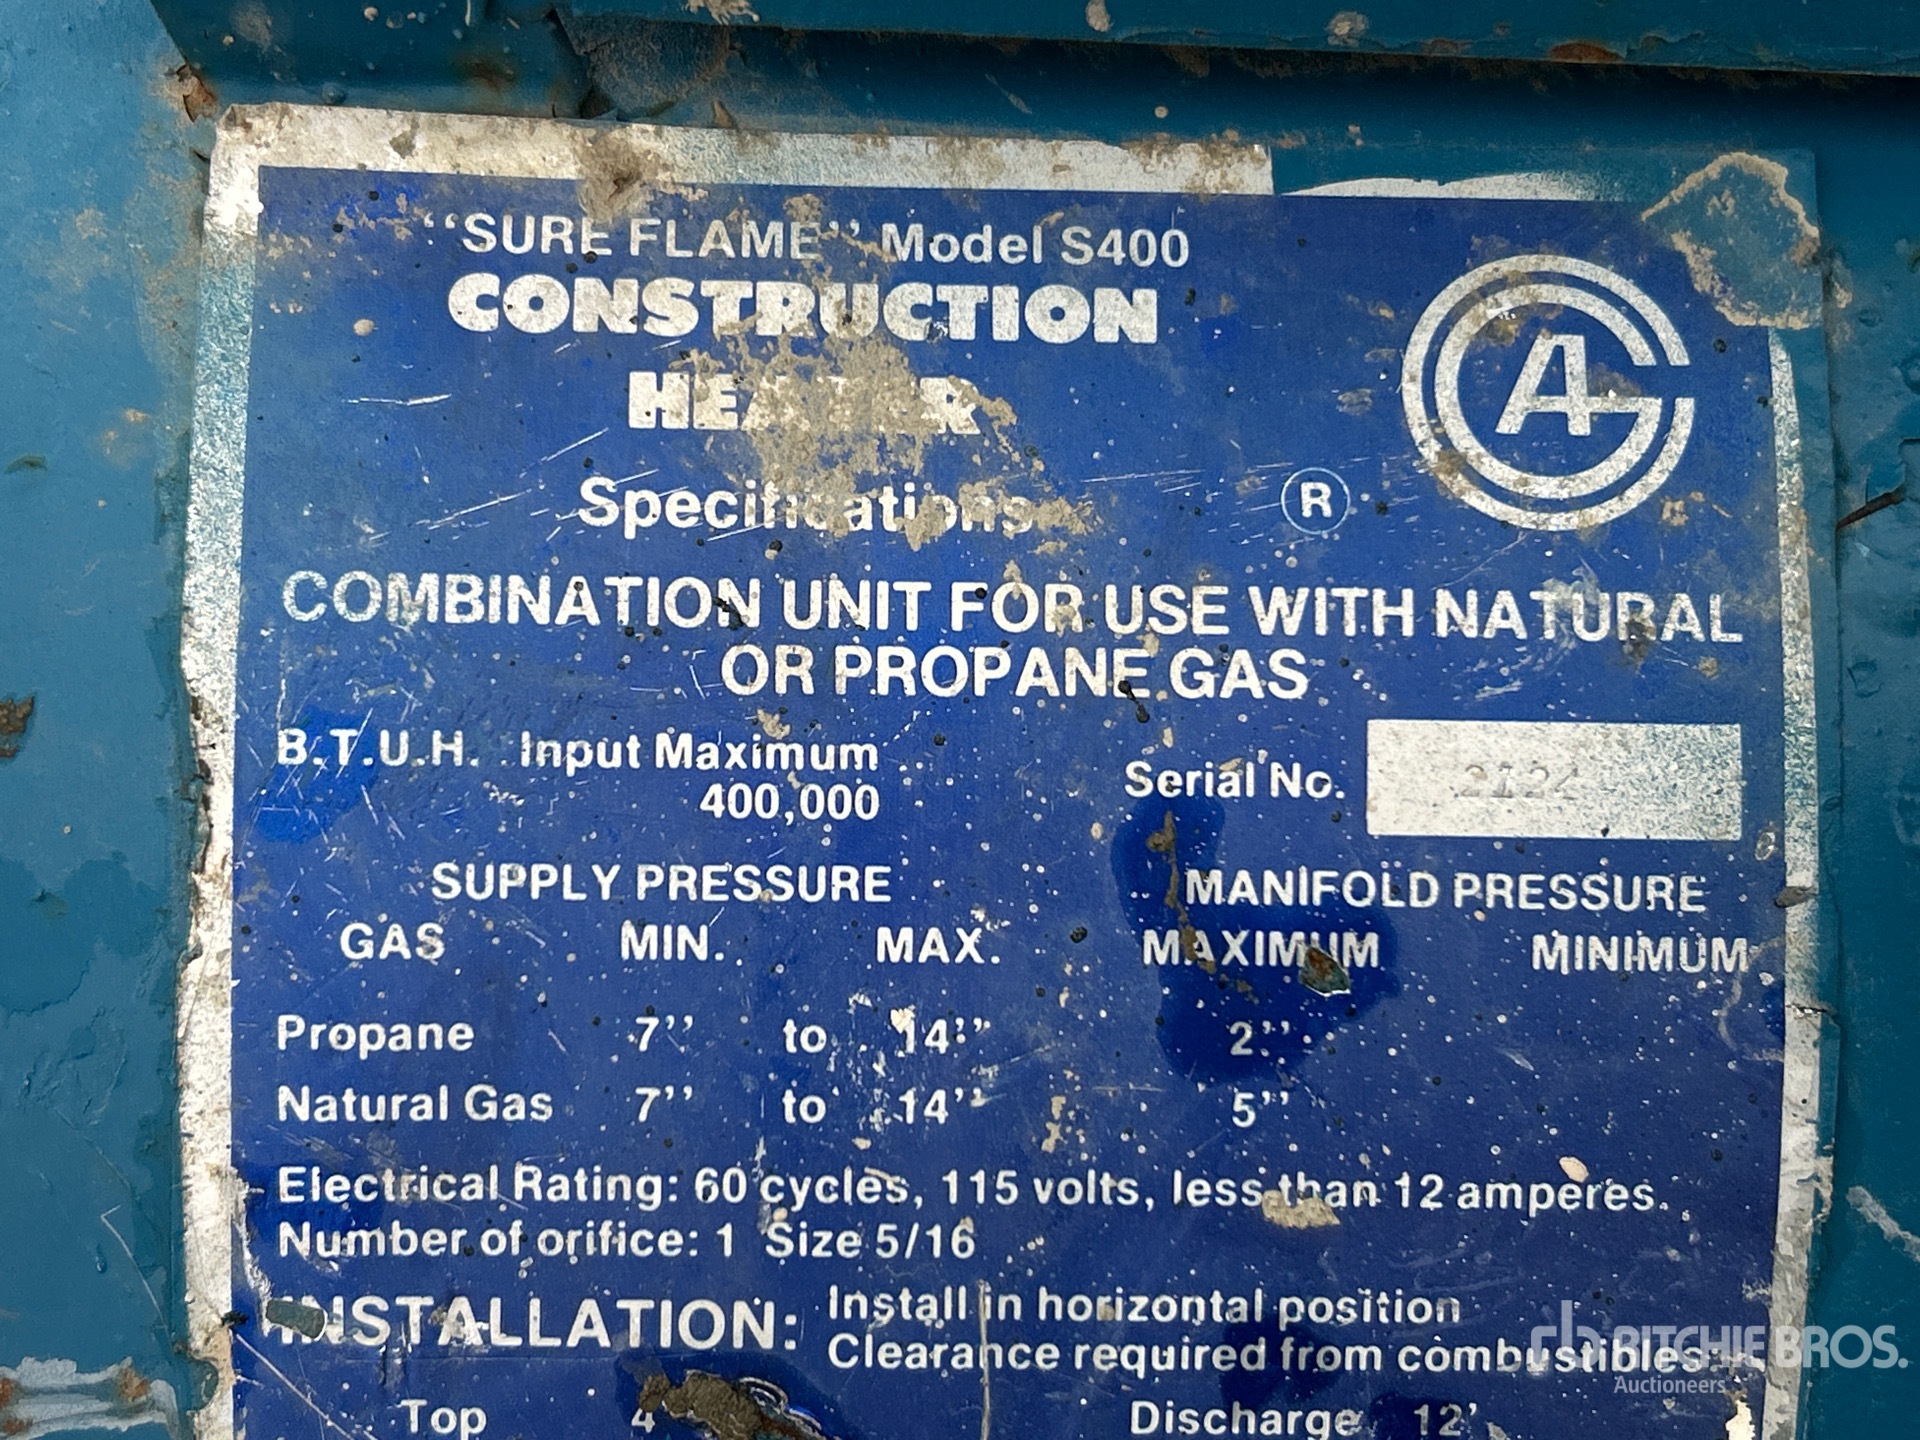 "SURE FLAME" Model S400
CONSTRUCTION
HEATER
Specifications
CGA
R
COMBINATION UNIT FOR USE WITH NATURAL
OR PROPANE GAS
B.T.U.H. Input Maximum
400,000
Serial No. 2124
SUPPLY PRESSURE MANIFOLD PRESSURE
GAS MIN. MAX. MAXIMUM MINIMUM
Propane 7" to 14" 2"
Natural Gas 7" to 14" 5"
Electrical Rating: 60 cycles, 115 volts, less than 12 amperes.
Number of orifice: 1 Size 5/16
INSTALLATION: Install in horizontal position
Clearance required from combustibles
Top 4 Discharge 12'
rb RITCHIE BROS.
Auctioneers